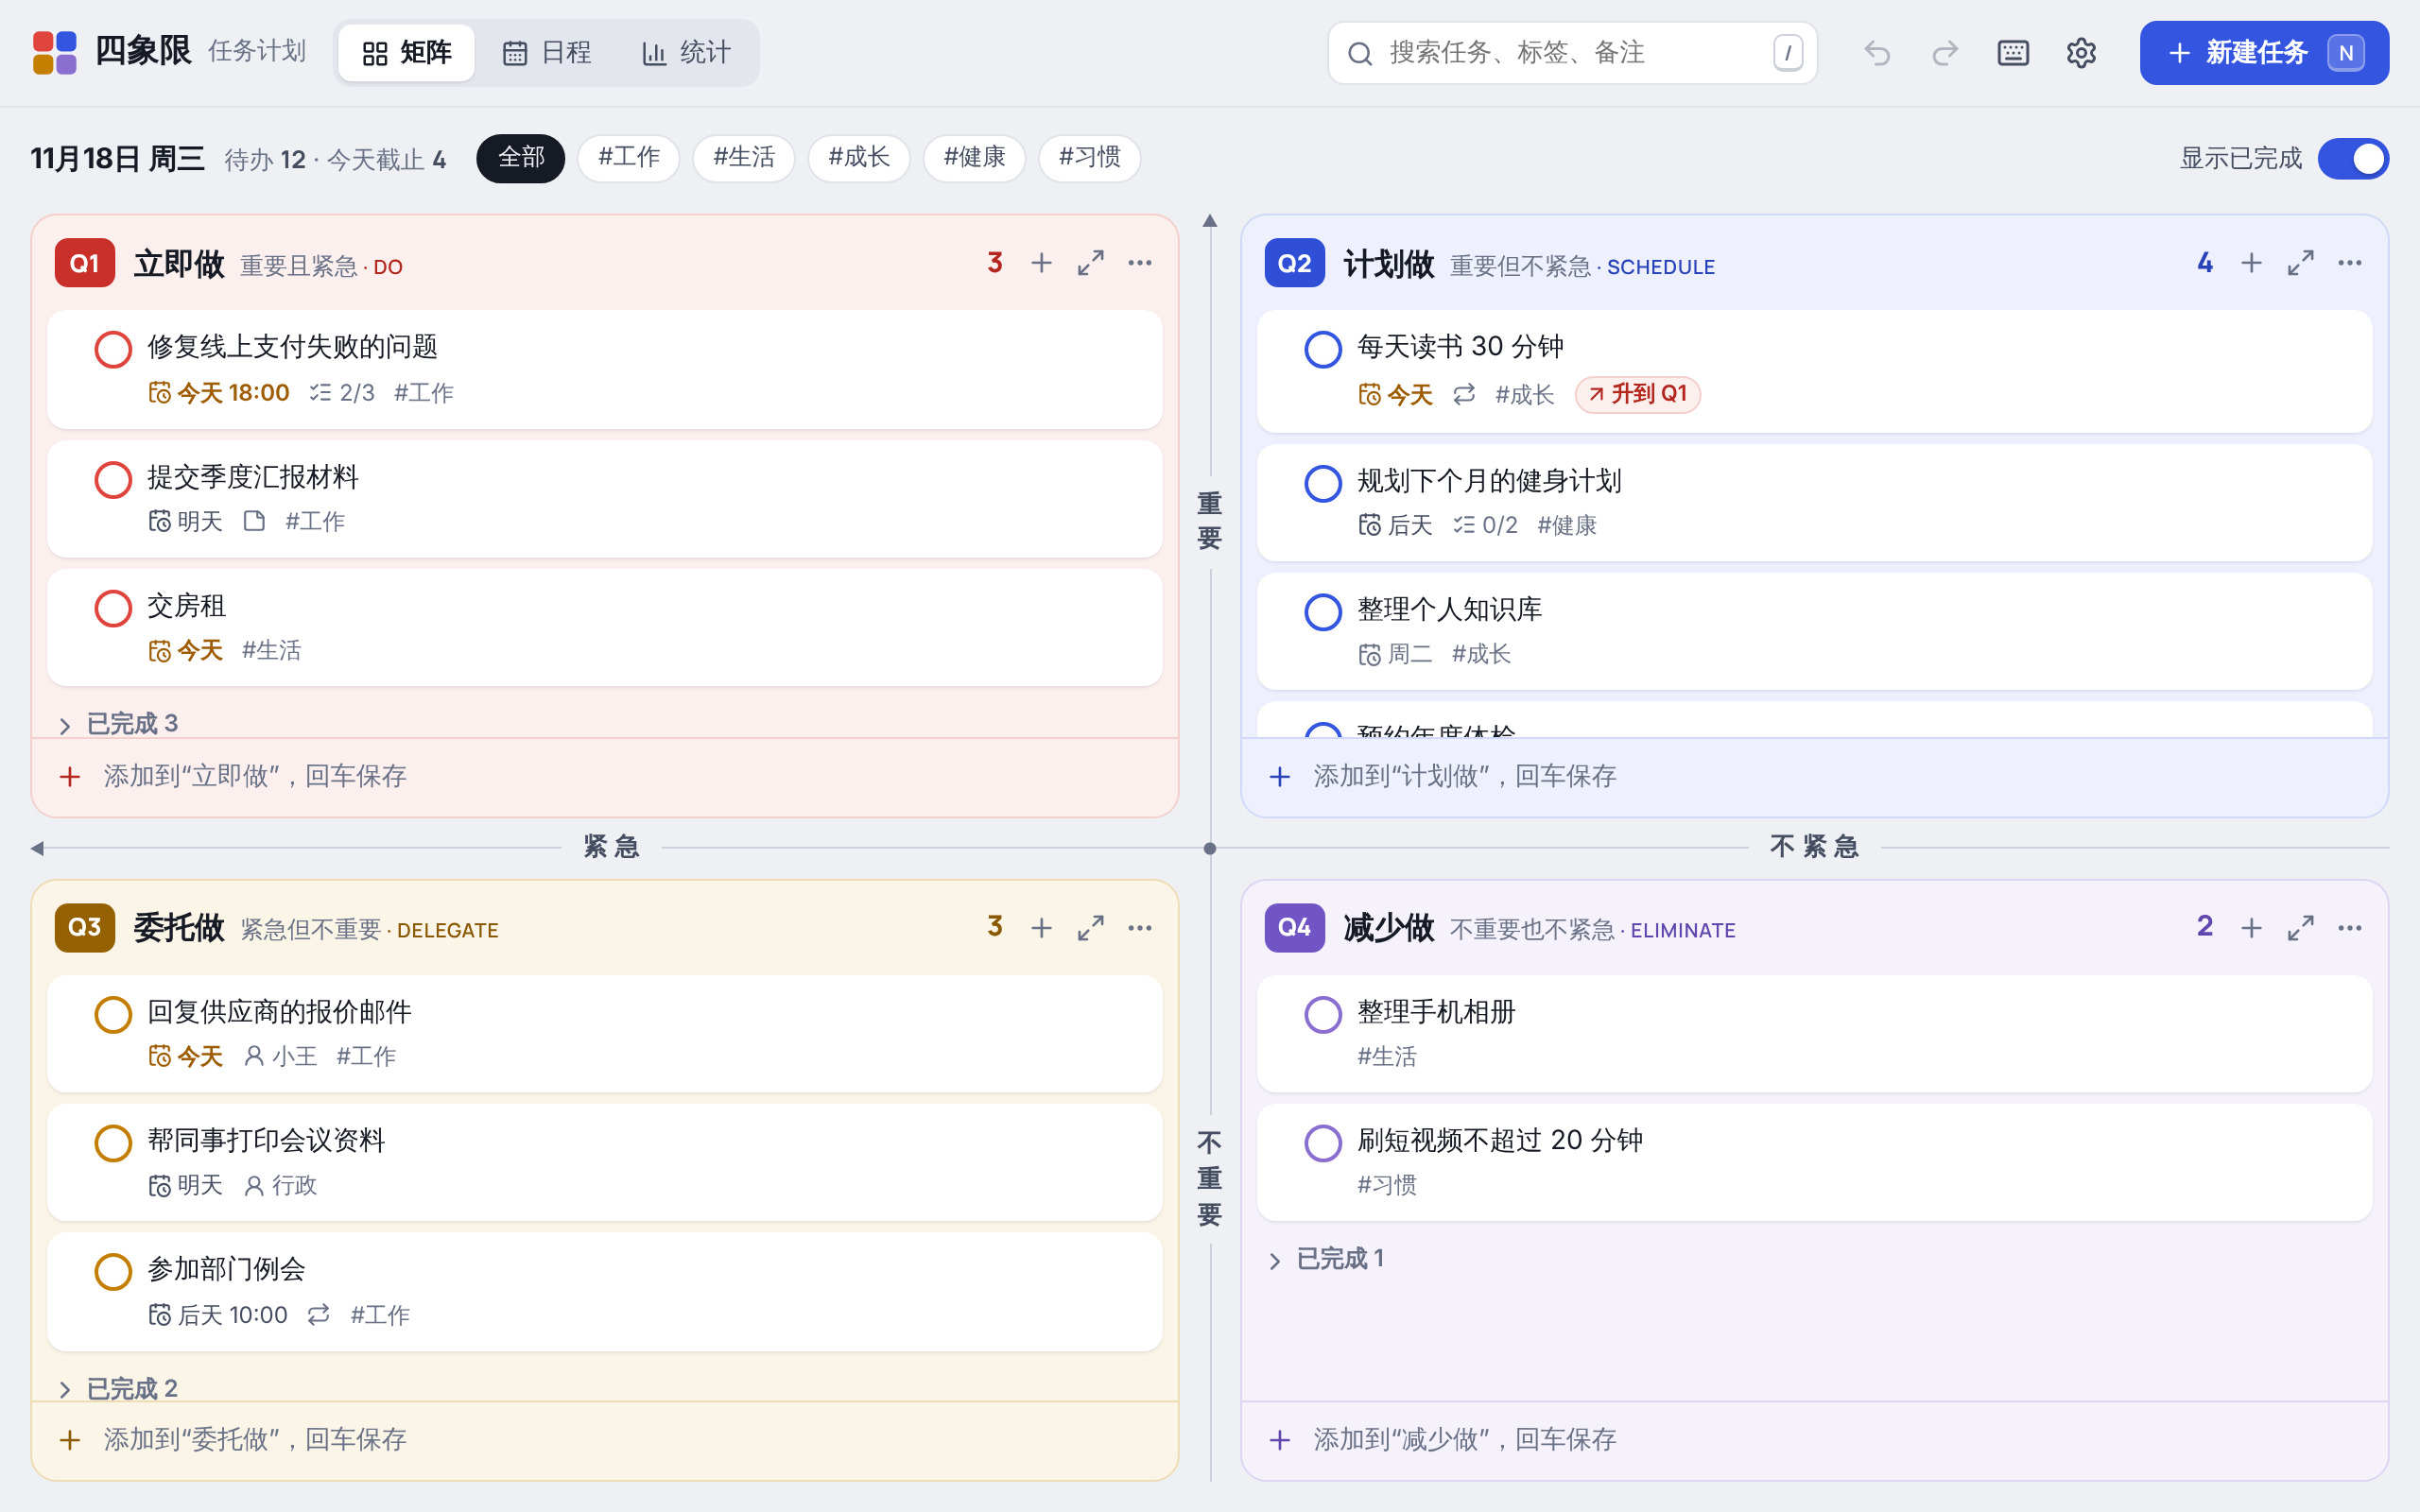 四象限 任务计划 矩阵 日程 统计 搜索任务、标签、备注 / + 新建任务 N
11月18日 周三 待办 12 · 今天截止 4 全部 #工作 #生活 #成长 #健康 #习惯 显示已完成
Q1 立即做 重要且紧急 · DO 3
修复线上支付失败的问题
今天 18:00 2/3 #工作
提交季度汇报材料
明天 #工作
交房租
今天 #生活
已完成 3
+ 添加到“立即做”，回车保存
重要
Q2 计划做 重要但不紧急 · SCHEDULE 4
每天读书 30 分钟
今天 #成长 升到 Q1
规划下个月的健身计划
后天 0/2 #健康
整理个人知识库
周二 #成长
预约年度体检
+ 添加到“计划做”，回车保存
紧急 不紧急
Q3 委托做 紧急但不重要 · DELEGATE 3
回复供应商的报价邮件
今天 小王 #工作
帮同事打印会议资料
明天 行政
参加部门例会
后天 10:00 #工作
已完成 2
+ 添加到“委托做”，回车保存
不重要
Q4 减少做 不重要也不紧急 · ELIMINATE 2
整理手机相册
#生活
刷短视频不超过 20 分钟
#习惯
已完成 1
+ 添加到“减少做”，回车保存